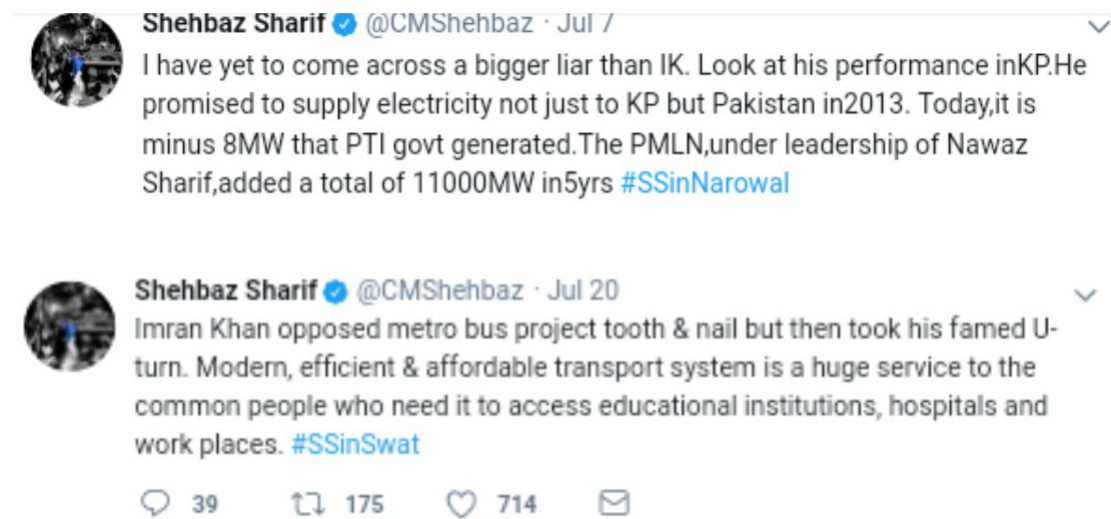 Shehbaz Sharif @CMShehbaz · Jul 7
I have yet to come across a bigger liar than IK. Look at his performance inKP.He
promised to supply electricity not just to KP but Pakistan in2013. Today,it is
minus 8MW that PTI govt generated.The PMLN,under leadership of Nawaz
Sharif,added a total of 11000MW in5yrs #SSinNarowal
Shehbaz Sharif @CMShehbaz · Jul 20
Imran Khan opposed metro bus project tooth & nail but then took his famed U-
turn. Modern, efficient & affordable transport system is a huge service to the
common people who need it to access educational institutions, hospitals and
work places. #SSinSwat
39 175 714